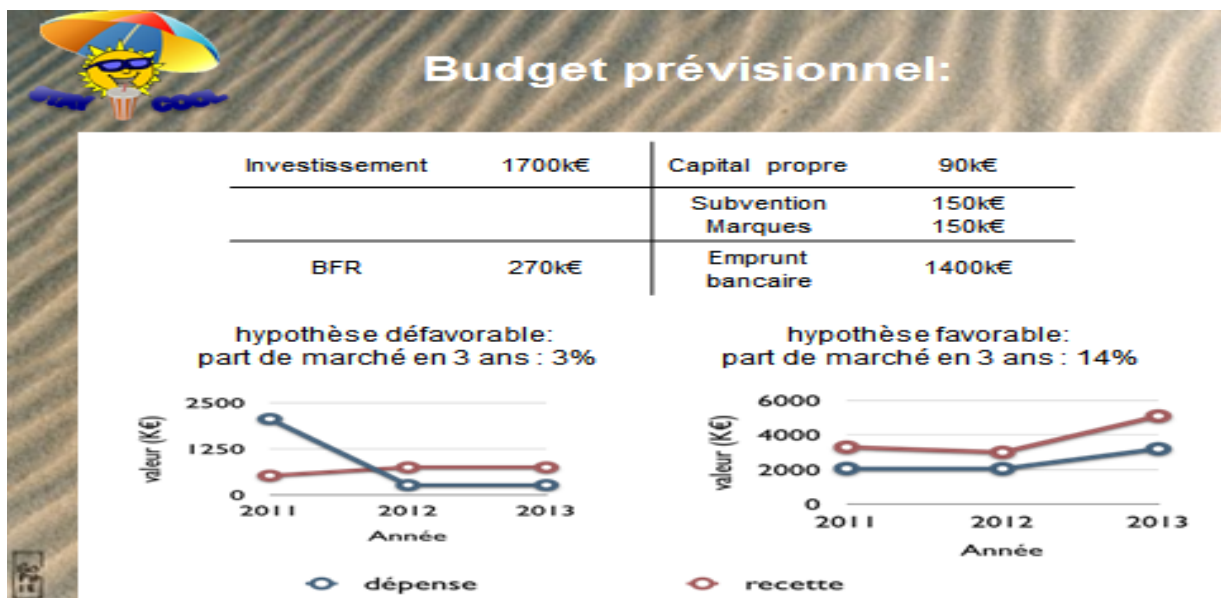 STAY COOL
Budget prévisionnel:
Investissement 1700k€ Capital propre 90k€
Subvention 150k€
Marques 150k€
BFR 270k€ Emprunt bancaire 1400k€
hypothèse défavorable:
part de marché en 3 ans : 3%
hypothèse favorable:
part de marché en 3 ans : 14%
valeur (K€)
2500
1250
0
2011 2012 2013
Année
valeur (K€)
6000
4000
2000
0
2011 2012 2013
Année
dépense recette